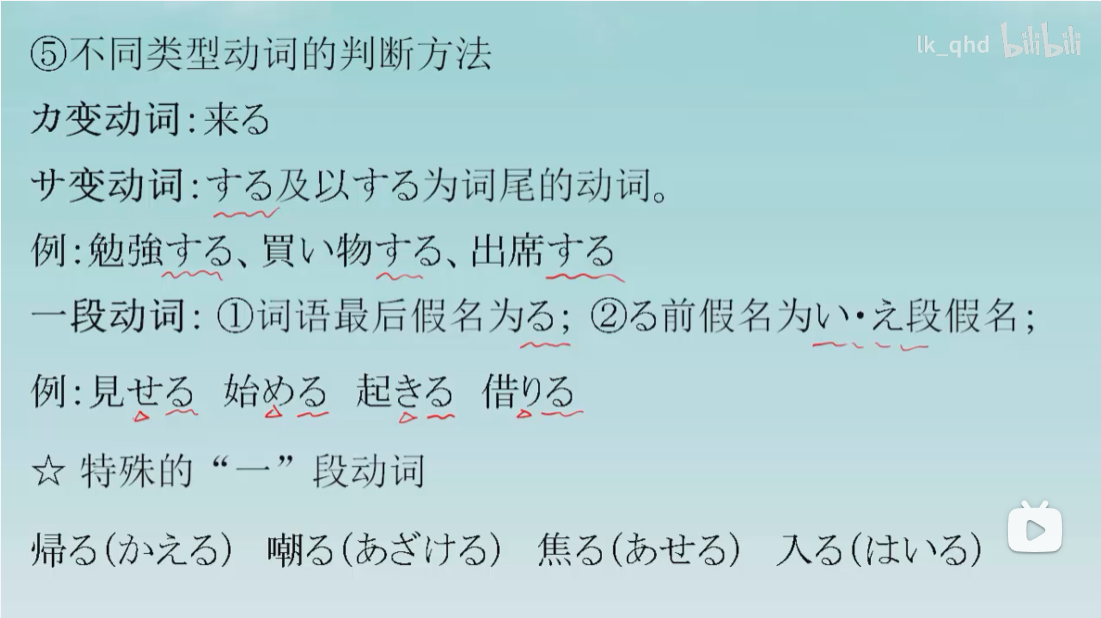 ⑤不同类型动词的判断方法
lk_qhd bilibili
カ变动词:来る
サ变动词:する及以する为词尾的动词。
例:勉強する、買い物する、出席する
一段动词: ①词语最后假名为る; ②る前假名为い·え段假名;
例:見せる 始める 起きる 借りる
☆ 特殊的“一”段动词
帰る(かえる) 嘲る(あざける) 焦る(あせる) 入る(はいる)